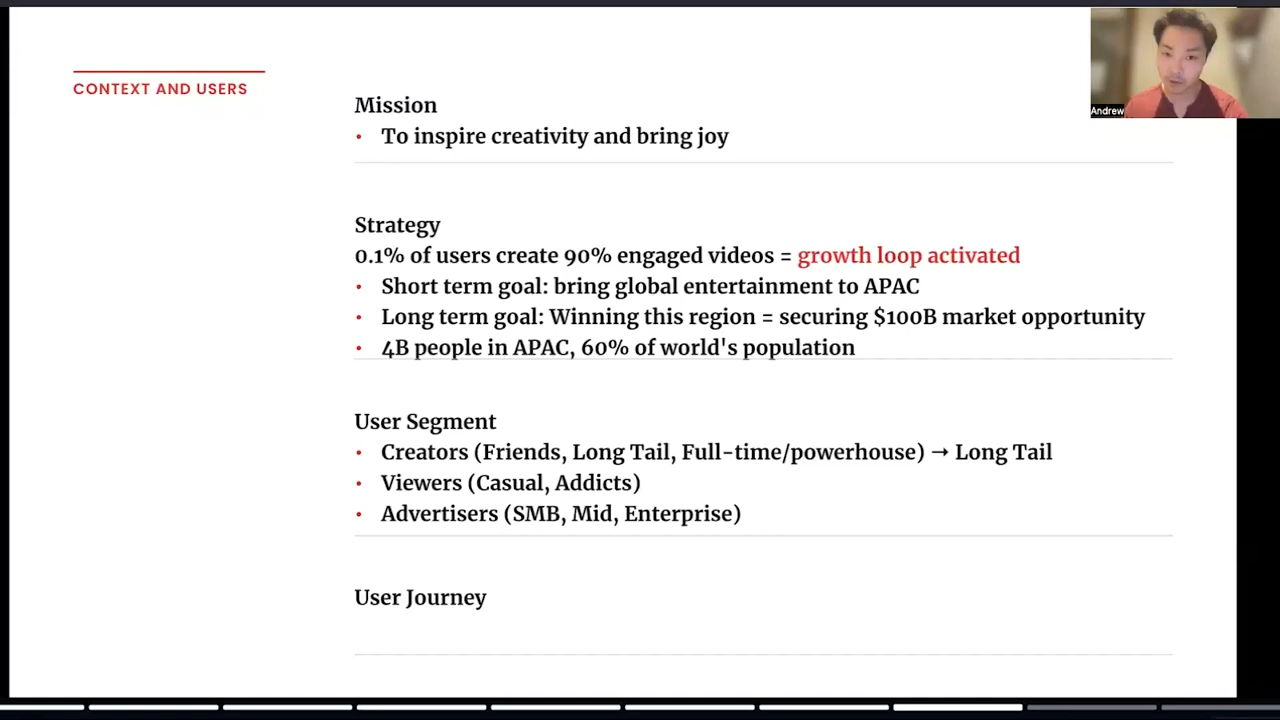 CONTEXT AND USERS
Mission
• To inspire creativity and bring joy
Strategy
0.1% of users create 90% engaged videos = growth loop activated
• Short term goal: bring global entertainment to APAC
• Long term goal: Winning this region = securing $100B market opportunity
• 4B people in APAC, 60% of world's population
User Segment
• Creators (Friends, Long Tail, Full-time/powerhouse) → Long Tail
• Viewers (Casual, Addicts)
• Advertisers (SMB, Mid, Enterprise)
User Journey
Andrew